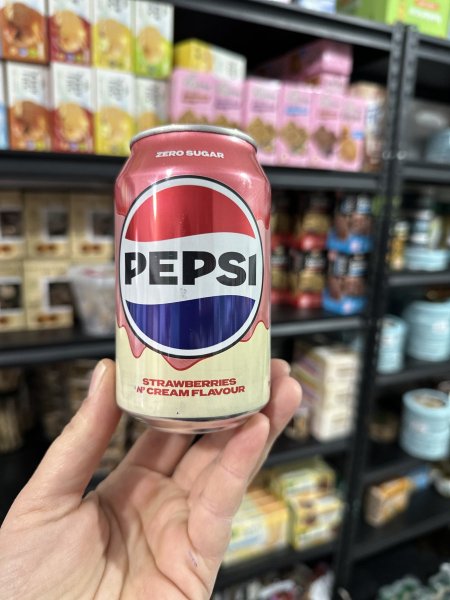 ZERO SUGAR
PEPSI
STRAWBERRIES
N' CREAM FLAVOUR